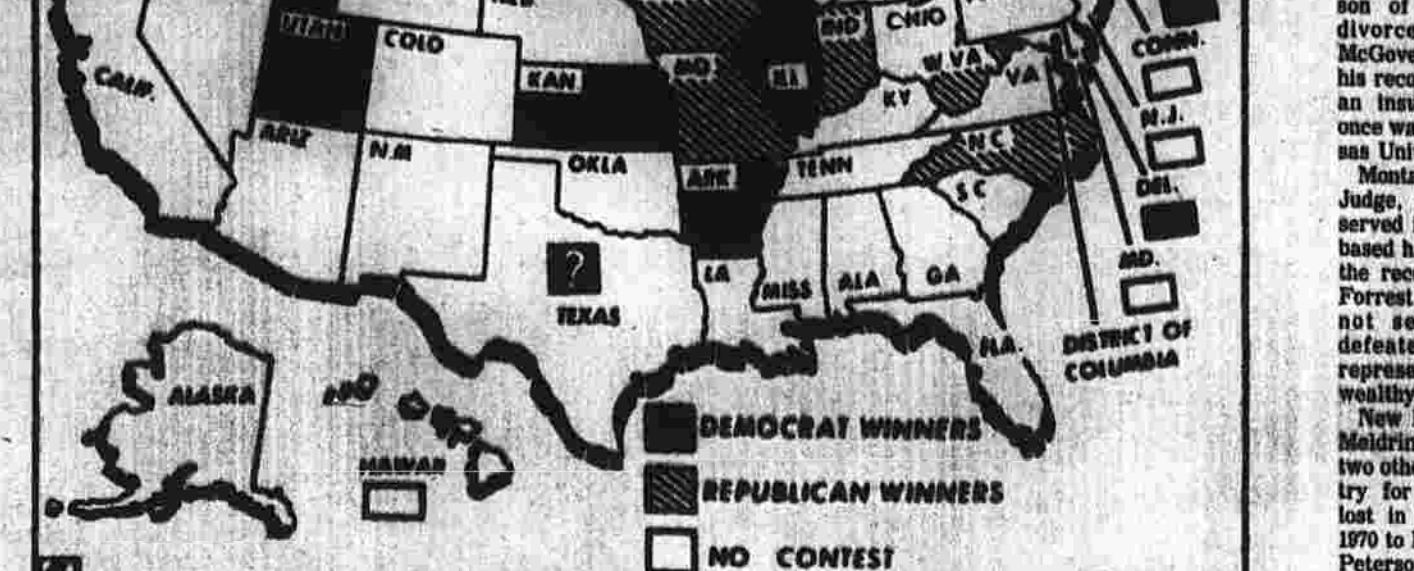 UTAH
COLO
CALIF.
KAN
MO
ILL
IND
OHIO
W VA
VA
KY
CONN.
N.J.
DEL.
MD.
DISTRICT OF
COLUMBIA
ARIZ
N.M
OKLA
ARK
TENN
N C
S C
LA
MISS
ALA
GA
FLA.
?
TEXAS
ALASKA
HAWAII
DEMOCRAT WINNERS
REPUBLICAN WINNERS
NO CONTEST
son of
divorce
McGove
his reco
an insu
once wa
sas Uni
Monta
Judge,
served
based h
the rec
Forrest
not se
defeate
represe
wealthy
New
Meldrin
two othe
try for
lost in
1970 to
Peterso